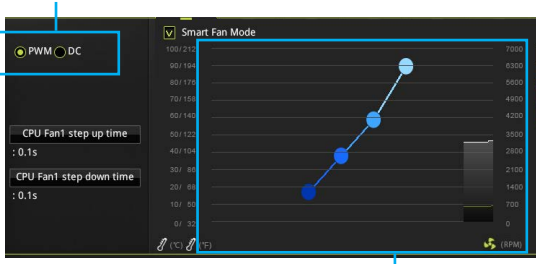 PWM DC
CPU Fan1 step up time
: 0.1s
CPU Fan1 step down time
: 0.1s
V Smart Fan Mode
100/212 7000
90/194 6300
80/176 5600
70/158 4900
60/140 4200
50/122 3500
40/104 2800
30/ 86 2100
20/ 68 1400
10/ 50 700
0/ 32 0
(°C) (°F) (RPM)